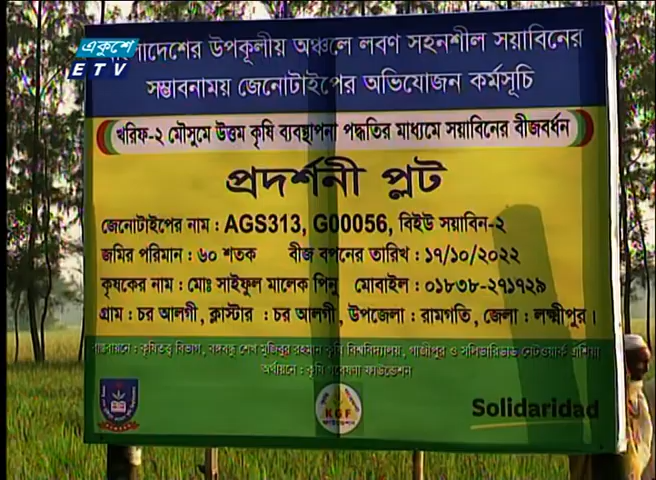 একুশে
ETV
বাংলাদেশের উপকূলীয় অঞ্চলে লবণ সহনশীল সয়াবিনের
সম্ভাবনাময় জেনোটাইপের অভিযোজন কর্মসূচি
খরিফ-২ মৌসুমে উত্তম কৃষি ব্যবস্থাপনা পদ্ধতির মাধ্যমে সয়াবিনের বীজবর্ধন
প্রদর্শনী প্লট
জেনোটাইপের নাম : AGS313, G00056, বিইউ সয়াবিন-২
জমির পরিমান : ৬০ শতক বীজ বপনের তারিখ : ১৭/১০/২০২২
কৃষকের নাম : মোঃ সাইফুল মালেক পিনু মোবাইল : ০১৮৩৮-২৭১৭২৯
গ্রাম : চর আলগী, ক্লাস্টার : চর আলগী, উপজেলা : রামগতি, জেলা : লক্ষ্মীপুর।
বাস্তবায়নে : কৃষিতত্ত্ব বিভাগ, বঙ্গবন্ধু শেখ মুজিবুর রহমান কৃষি বিশ্ববিদ্যালয়, গাজীপুর ও সলিডারিডাড নেটওয়ার্ক এশিয়া
অর্থায়নে : কৃষি গবেষণা ফাউন্ডেশন
KGF
Solidaridad